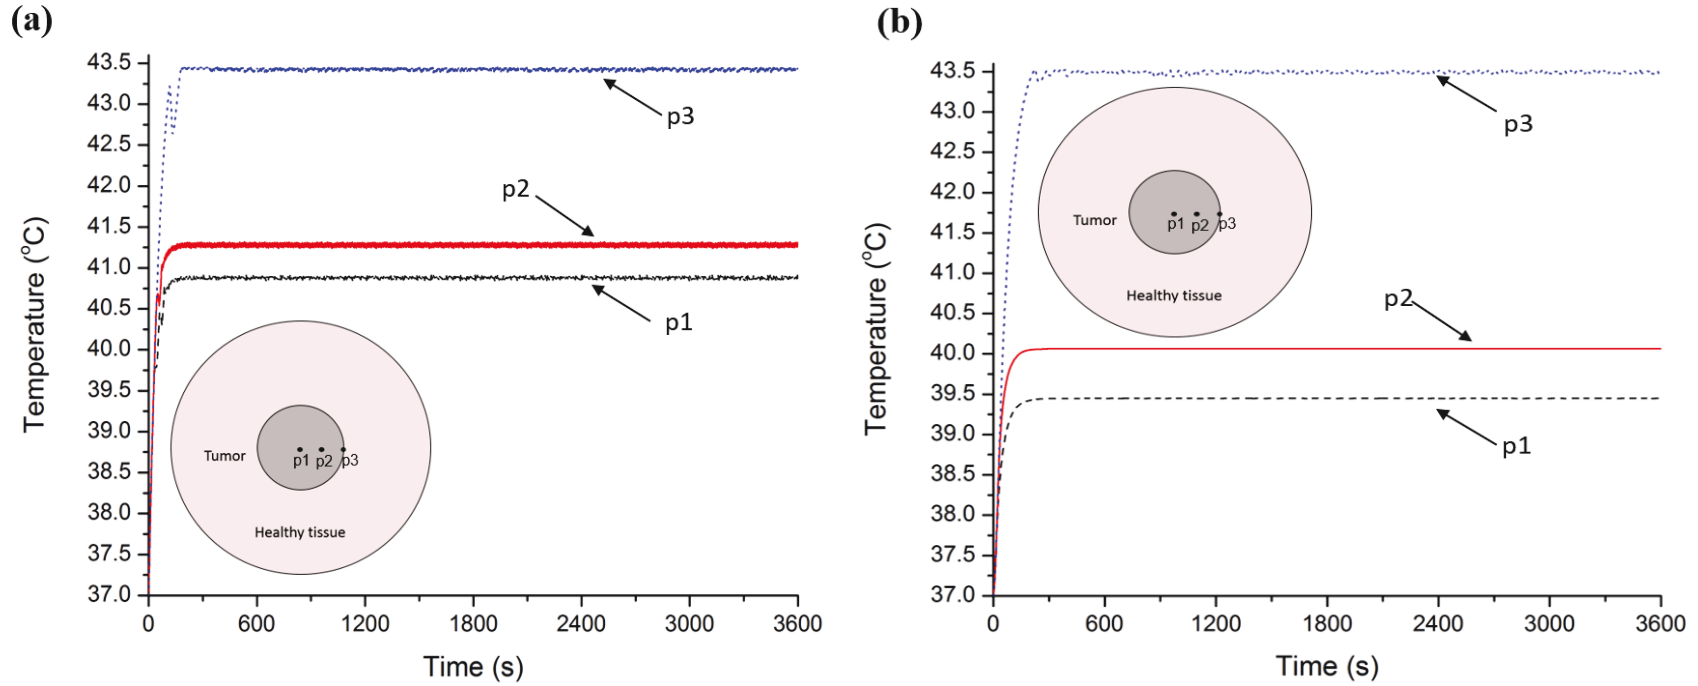 (a)
43.5
43.0
42.5
42.0
41.5
41.0
40.5
40.0
39.5
39.0
38.5
38.0
37.5
37.0
Temperature (°C)
p3
p2
p1
Tumor
p1 p2 p3
Healthy tissue
0 600 1200 1800 2400 3000 3600
Time (s)
(b)
43.5
43.0
42.5
42.0
41.5
41.0
40.5
40.0
39.5
39.0
38.5
38.0
37.5
37.0
Temperature (°C)
p3
Tumor
p1 p2 p3
Healthy tissue
p2
p1
0 600 1200 1800 2400 3000 3600
Time (s)